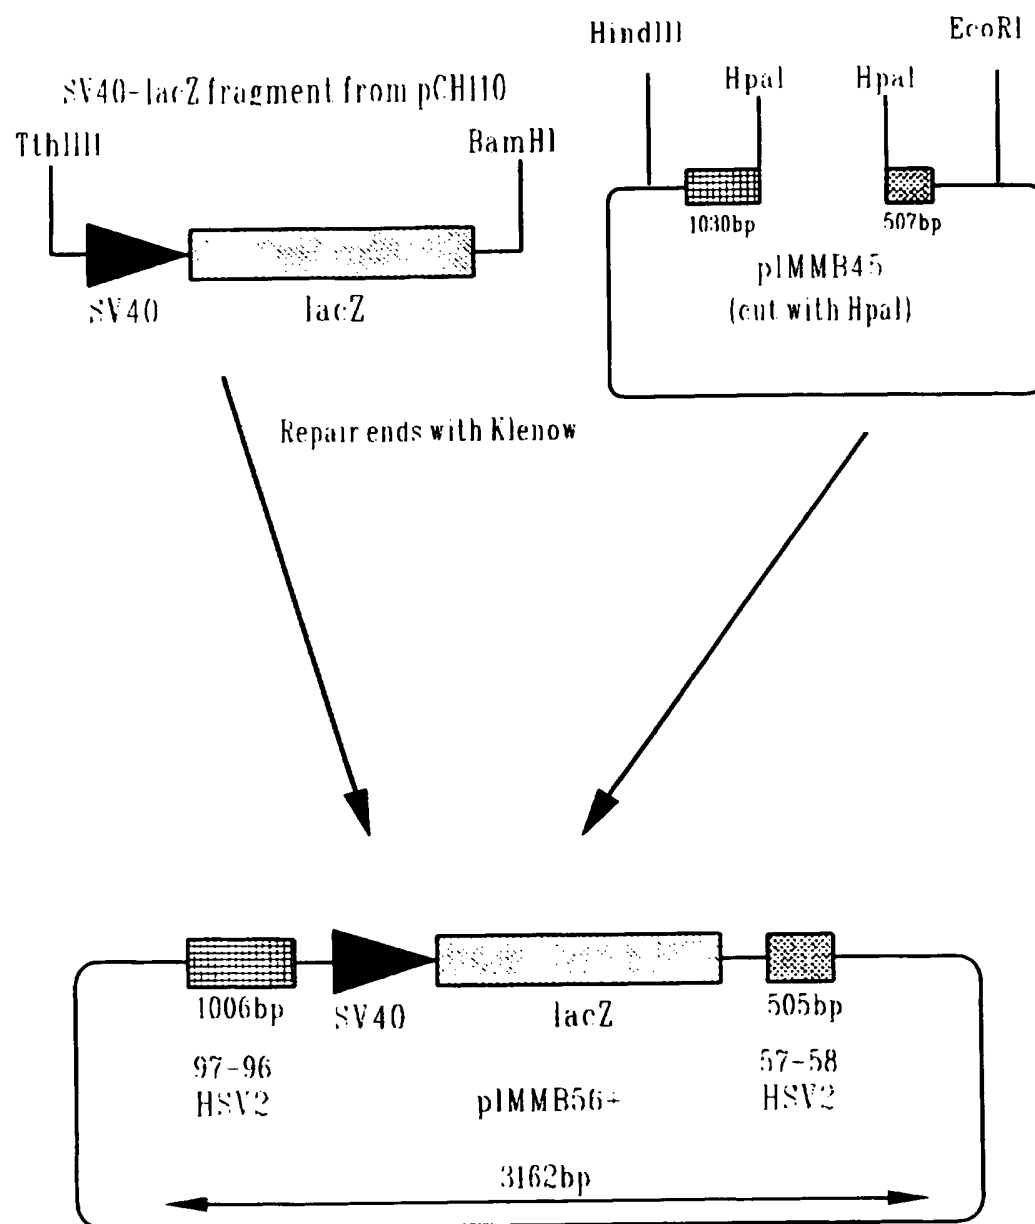 SV40-lacZ fragment from pCH110
TthIIII
BamHI
SV40
lacZ
HindIII
EcoRI
HpaI
HpaI
1030bp
507bp
pIMMB45
(cut with HpaI)
Repair ends with Klenow
1006bp
SV40
lacZ
505bp
97-96
HSV2
pIMMB56+
57-58
HSV2
3162bp